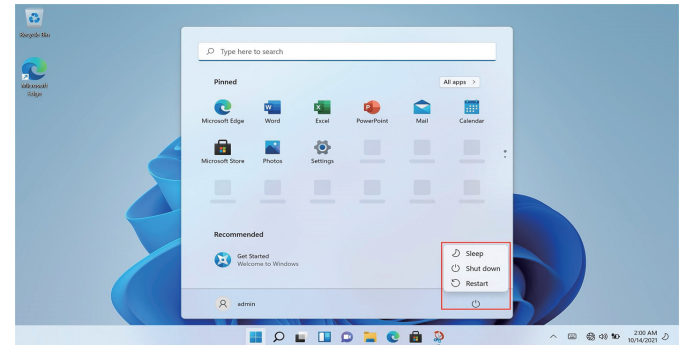 Recycle Bin
Microsoft
Edge
Type here to search
Pinned
All apps >
Microsoft Edge
Word
Excel
PowerPoint
Mail
Calendar
Microsoft Store
Photos
Settings
Recommended
Get Started
Welcome to Windows
Sleep
Shut down
Restart
admin
2:00 AM
10/14/2021